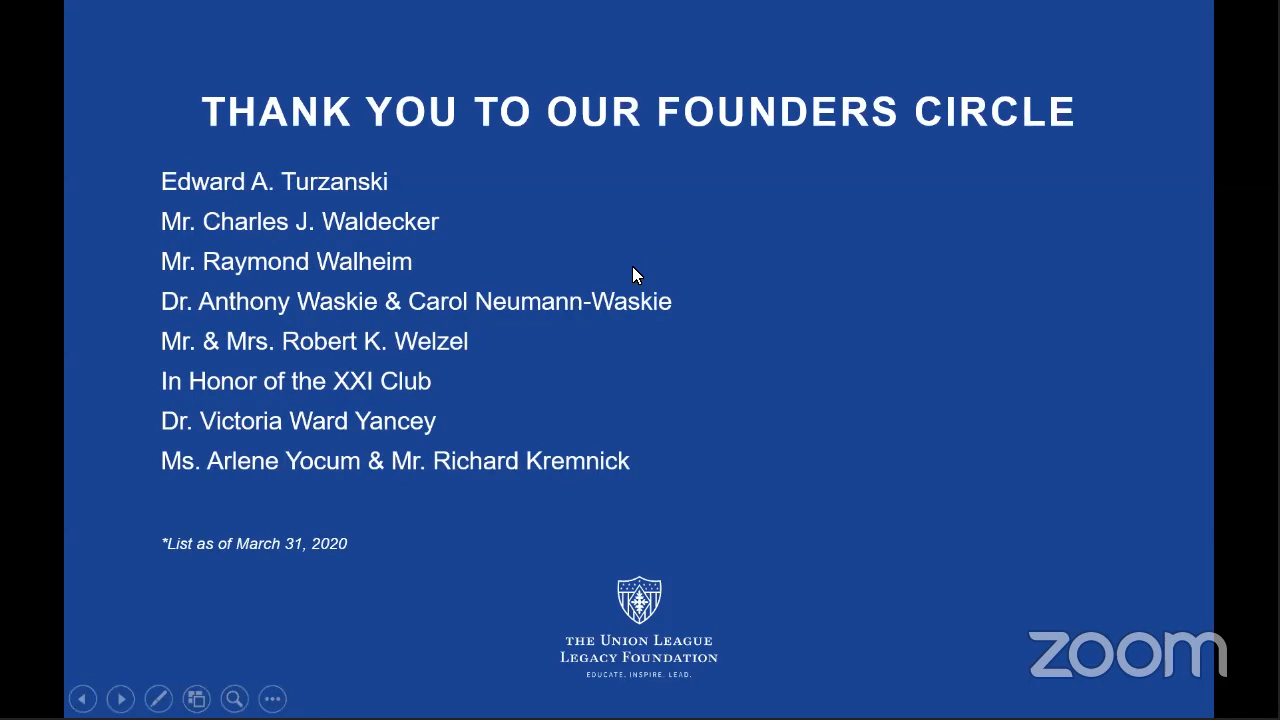 THANK YOU TO OUR FOUNDERS CIRCLE
Edward A. Turzanski
Mr. Charles J. Waldecker
Mr. Raymond Walheim
Dr. Anthony Waskie & Carol Neumann-Waskie
Mr. & Mrs. Robert K. Welzel
In Honor of the XXI Club
Dr. Victoria Ward Yancey
Ms. Arlene Yocum & Mr. Richard Kremnick
*List as of March 31, 2020
THE UNION LEAGUE
LEGACY FOUNDATION
EDUCATE. INSPIRE. LEAD.
zoom